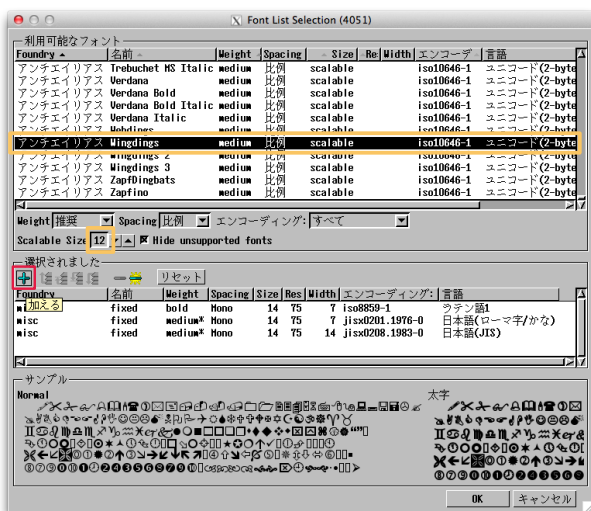 Font List Selection (4051)
利用可能なフォント
Foundry 名前 Weight Spacing Size Re Width エンコーデ 言語
アンチエイリアス Trebuchet MS Italic medium 比例 scalable iso10646-1 ユニコード(2-byte
アンチエイリアス Verdana medium 比例 scalable iso10646-1 ユニコード(2-byte
アンチエイリアス Verdana Bold medium 比例 scalable iso10646-1 ユニコード(2-byte
アンチエイリアス Verdana Bold Italic medium 比例 scalable iso10646-1 ユニコード(2-byte
アンチエイリアス Verdana Italic medium 比例 scalable iso10646-1 ユニコード(2-byte
アンチエイリアス Webdings medium 比例 scalable iso10646-1 ユニコード(2-byte
アンチエイリアス Wingdings medium 比例 scalable iso10646-1 ユニコード(2-byte
アンチエイリアス Wingdings 2 medium 比例 scalable iso10646-1 ユニコード(2-byte
アンチエイリアス Wingdings 3 medium 比例 scalable iso10646-1 ユニコード(2-byte
アンチエイリアス ZapfDingbats medium 比例 scalable iso10646-1 ユニコード(2-byte
アンチエイリアス Zapfino medium 比例 scalable iso10646-1 ユニコード(2-byte
Weight 推奨 Spacing 比例 エンコーディング: すべて
Scalable Size 12 Hide unsupported fonts
選択されました
リセット
Foundry 名前 Weight Spacing Size Res Width エンコーディング: 言語
加える
fixed bold Mono 14 75 7 iso8859-1 ラテン語1
misc fixed medium* Mono 14 75 7 jisx0201.1976-0 日本語(ローマ字/かな)
misc fixed medium* Mono 14 75 14 jisx0208.1983-0 日本語(JIS)
サンプル
Normal 太字
OK キャンセル